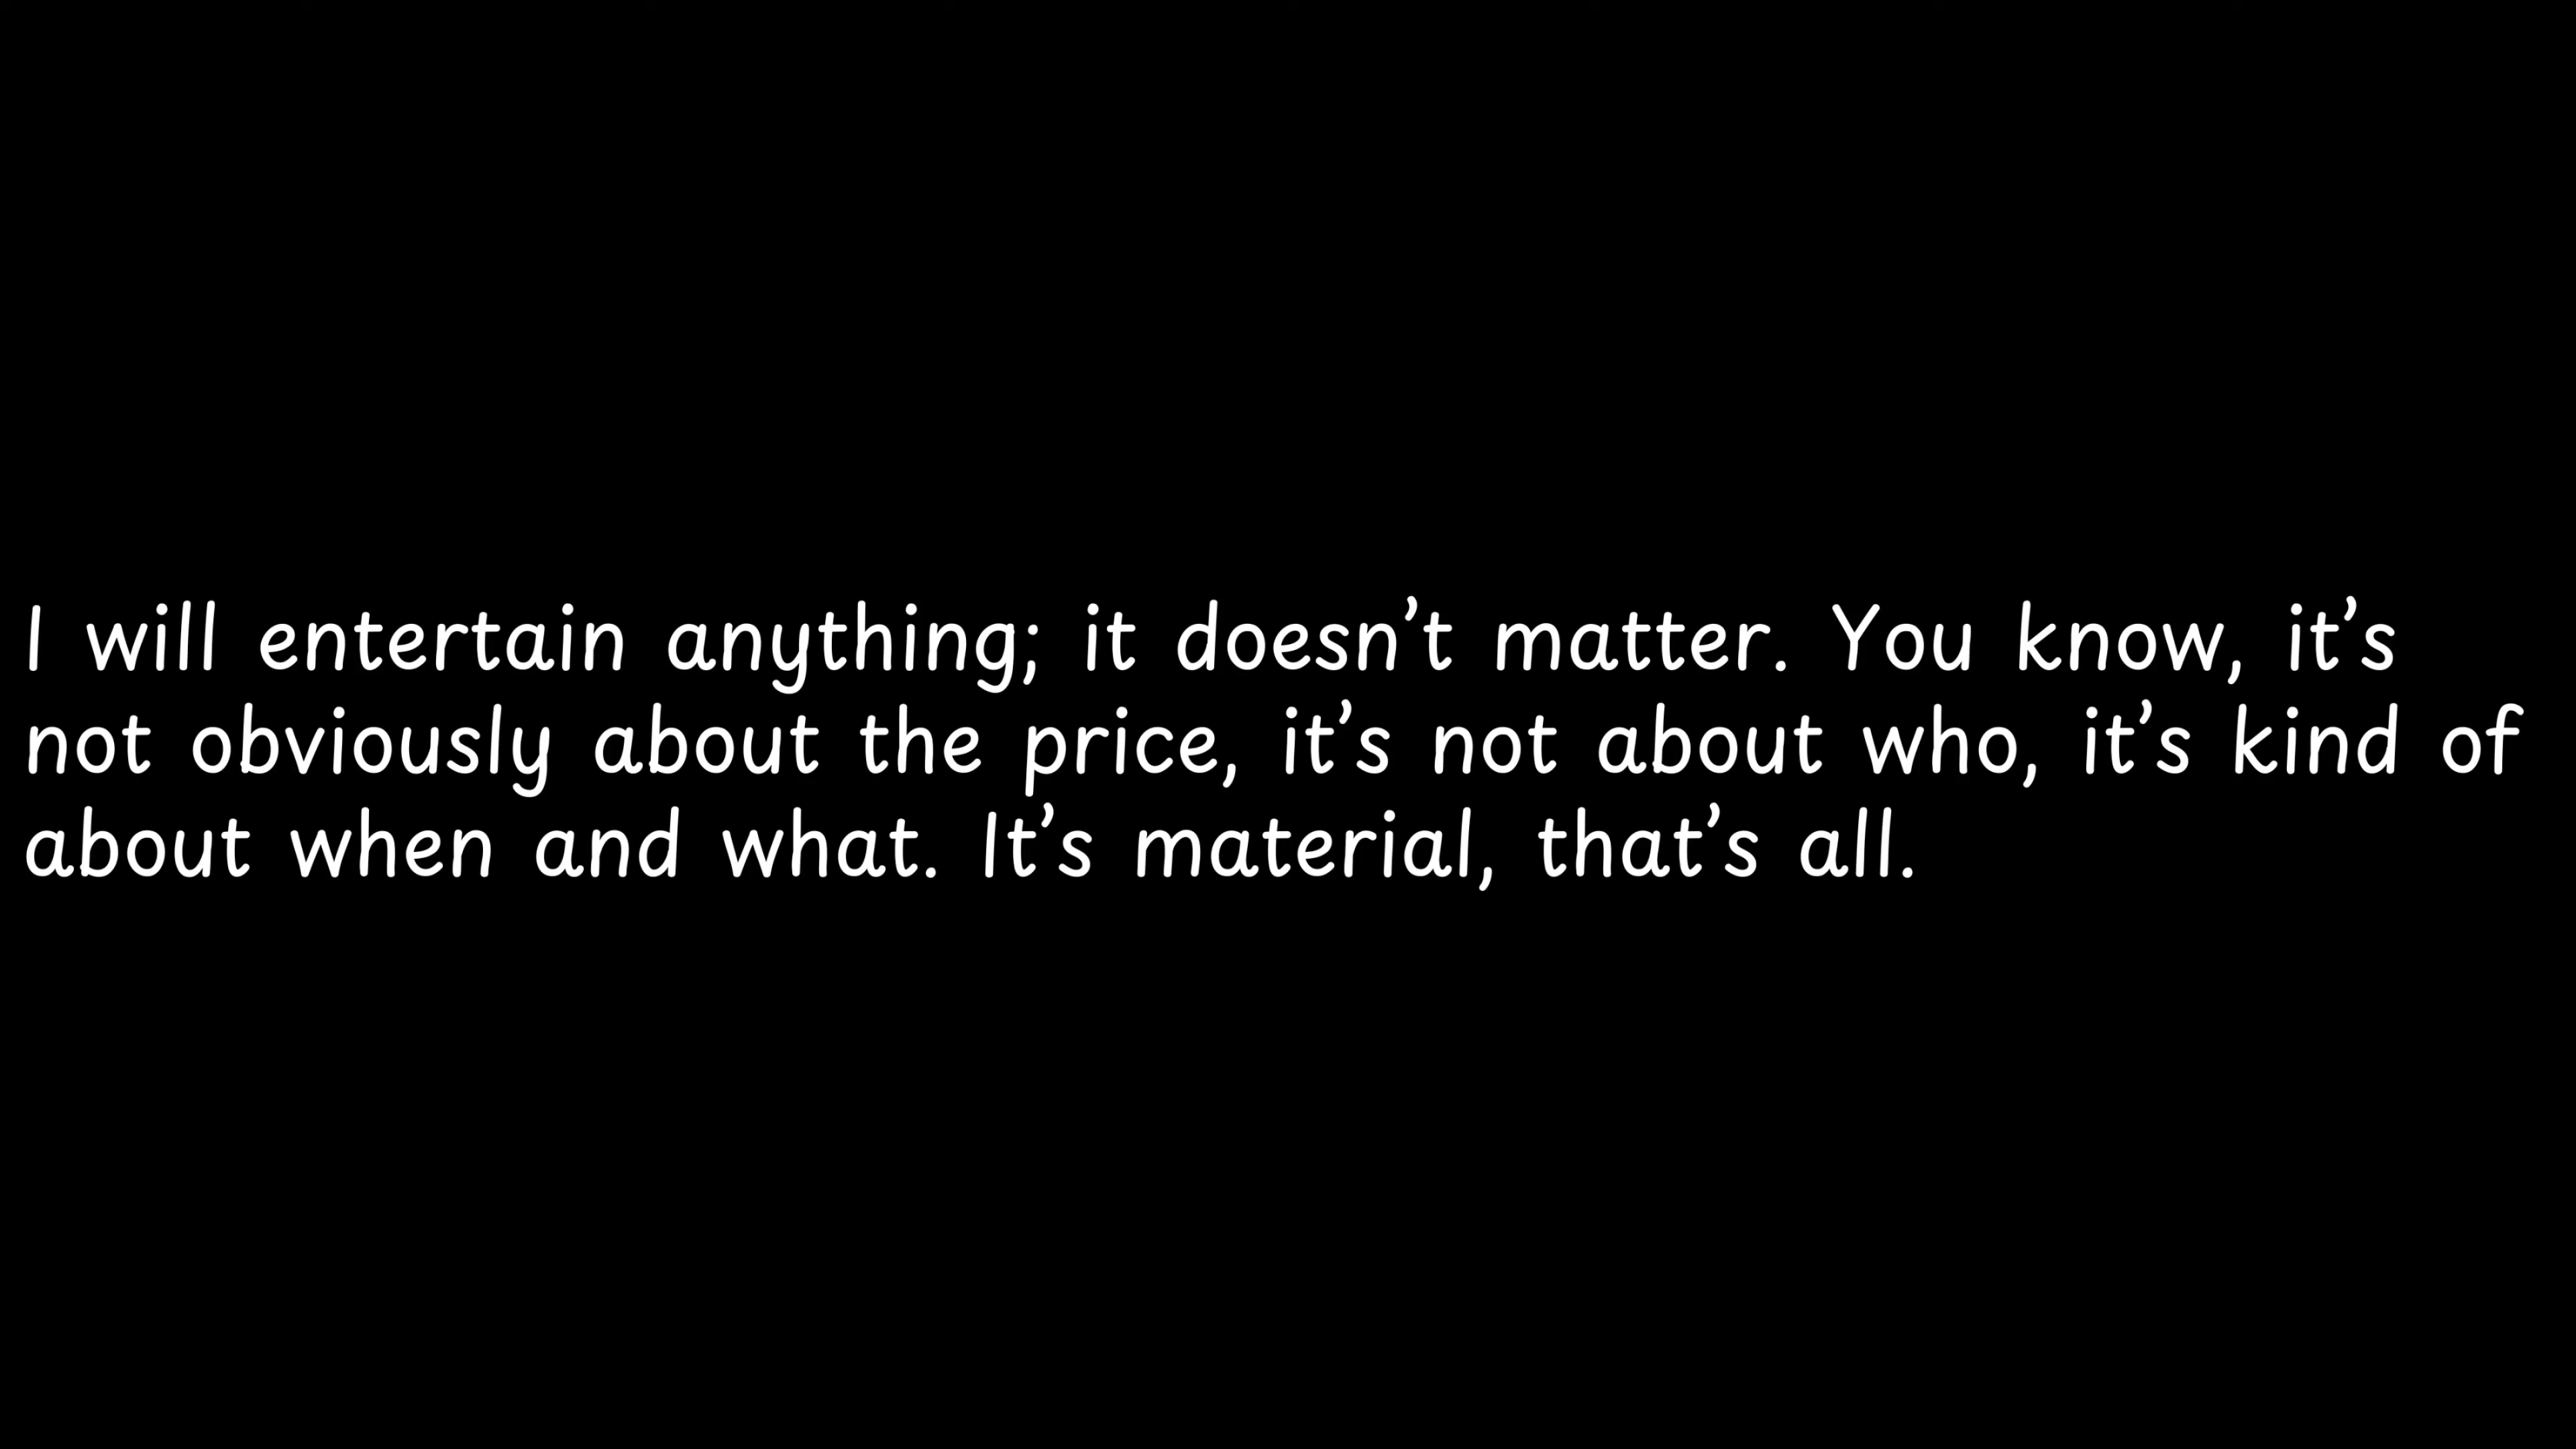 I will entertain anything; it doesn’t matter. You know, it’s
not obviously about the price, it’s not about who, it’s kind of
about when and what. It’s material, that’s all.